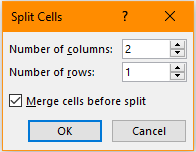 Split Cells ?
Number of columns: 2
Number of rows: 1
Merge cells before split
OK Cancel